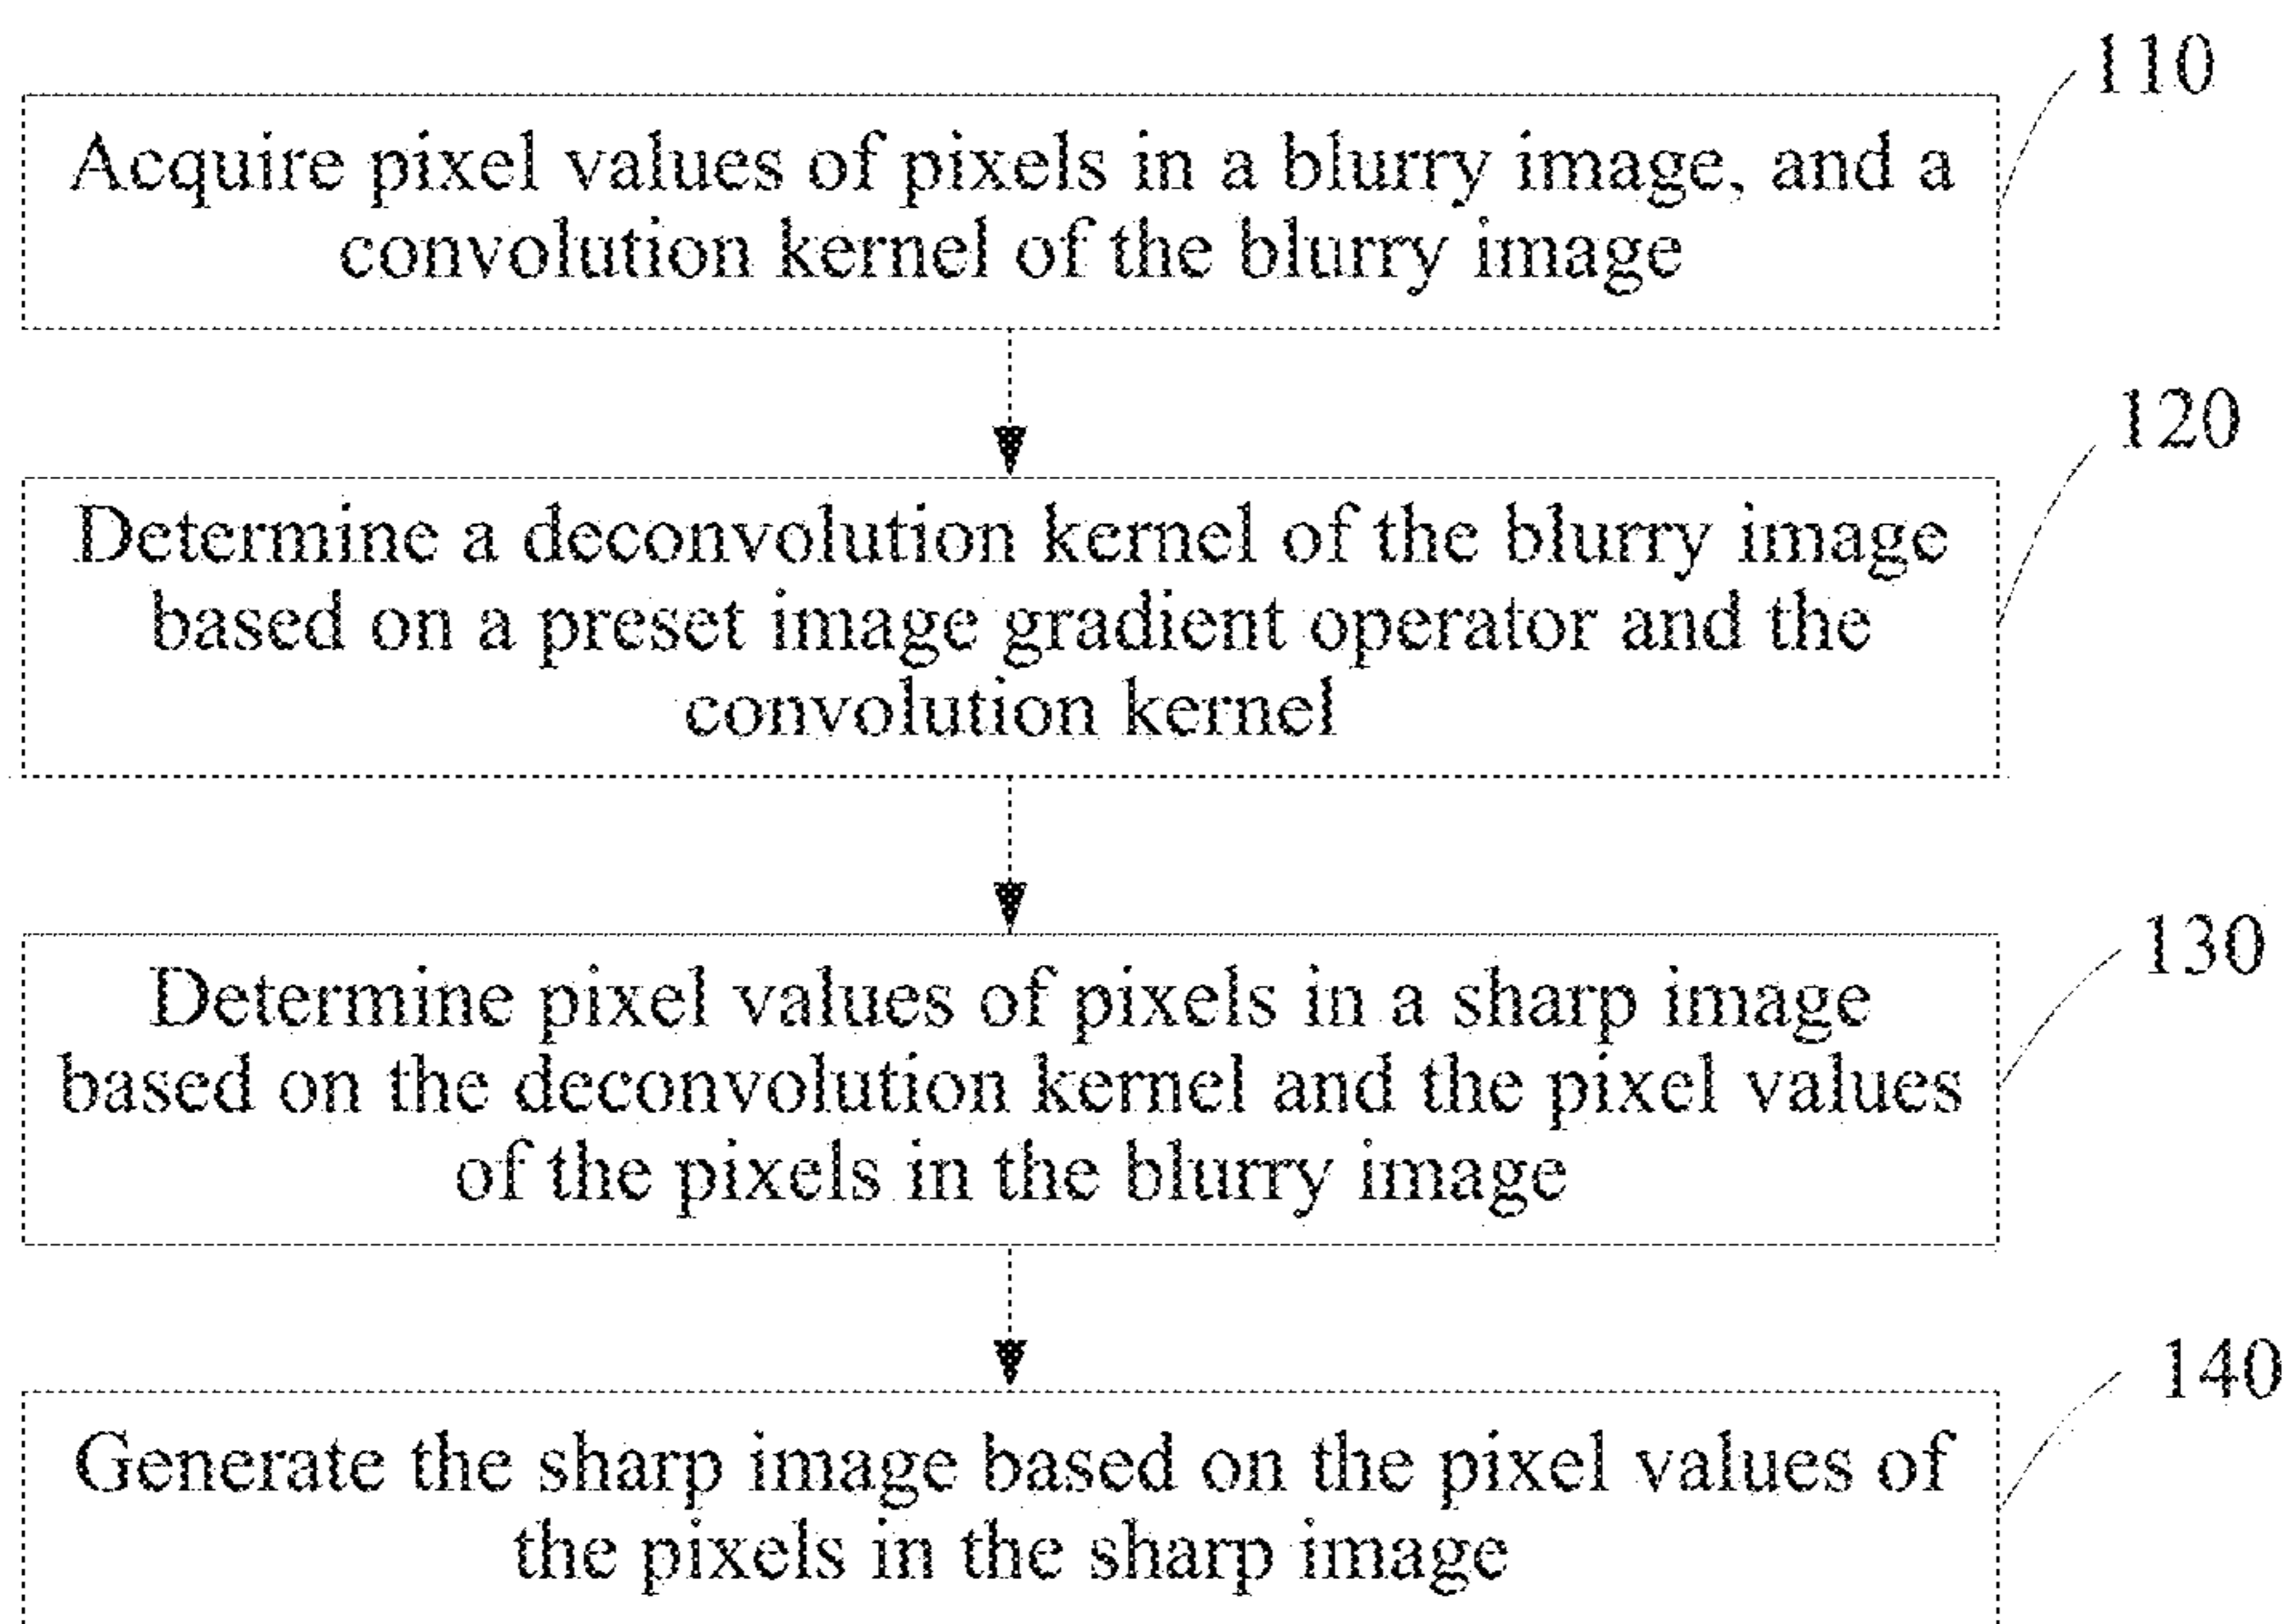 110
Acquire pixel values of pixels in a blurry image, and a
convolution kernel of the blurry image
120
Determine a deconvolution kernel of the blurry image
based on a preset image gradient operator and the
convolution kernel
130
Determine pixel values of pixels in a sharp image
based on the deconvolution kernel and the pixel values
of the pixels in the blurry image
140
Generate the sharp image based on the pixel values of
the pixels in the sharp image